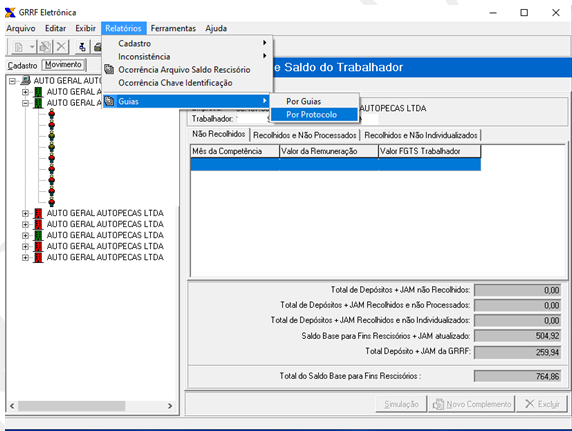 GRRF Eletrônica
Arquivo Editar Exibir Relatórios Ferramentas Ajuda
Cadastro
Inconsistência
Ocorrência Arquivo Saldo Rescisório
Ocorrência Chave Identificação
Guias
Por Guias
Por Protocolo
Cadastro Movimento
AUTO GERAL AUTOPEC
AUTO GERAL A
AUTO GERAL A
AUTO GERAL AUTOPECAS LTDA
AUTO GERAL AUTOPECAS LTDA
AUTO GERAL AUTOPECAS LTDA
AUTO GERAL AUTOPECAS LTDA
AUTO GERAL AUTOPECAS LTDA
e Saldo do Trabalhador
AUTOPECAS LTDA
Trabalhador:
Não Recolhidos Recolhidos e Não Processados Recolhidos e Não Individualizados
Mês da Competência Valor da Remuneração Valor FGTS Trabalhador
Total de Depósitos + JAM não Recolhidos: 0,00
Total de Depósitos + JAM Recolhidos e não Processados: 0,00
Total de Depósitos + JAM Recolhidos e não Individualizados: 0,00
Saldo Base para Fins Rescisórios + JAM atualizado: 504,92
Total Depósito + JAM da GRRF: 259,94
Total do Saldo Base para Fins Rescisórios : 764,86
Simulação Novo Complemento Excluir